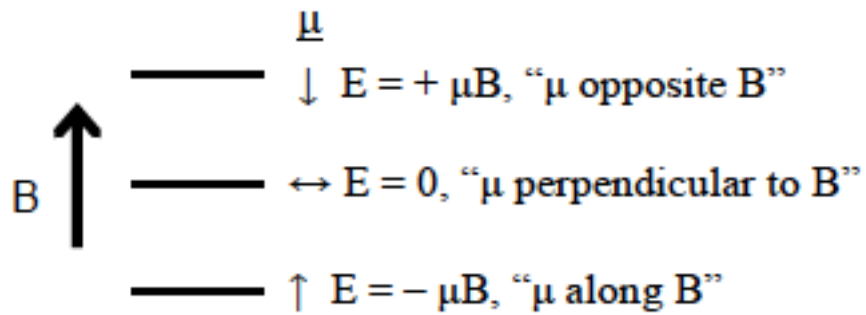 μ
↓ E = + μB, “μ opposite B”
B
↔ E = 0, “μ perpendicular to B”
↑ E = – μB, “μ along B”